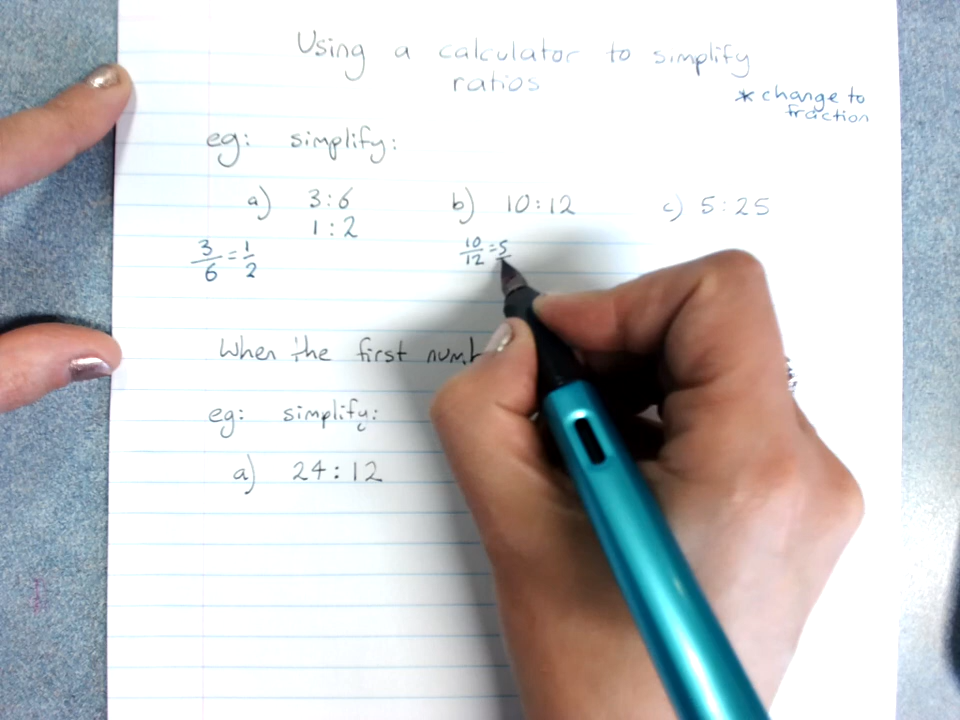 Using a calculator to simplify
ratios
* change to
fraction
eg: simplify:
a) 3:6
1:2
3/6 = 1/2
b) 10:12
10/12 = 5/
c) 5:25
When the first
eg: simplify:
a) 24:12